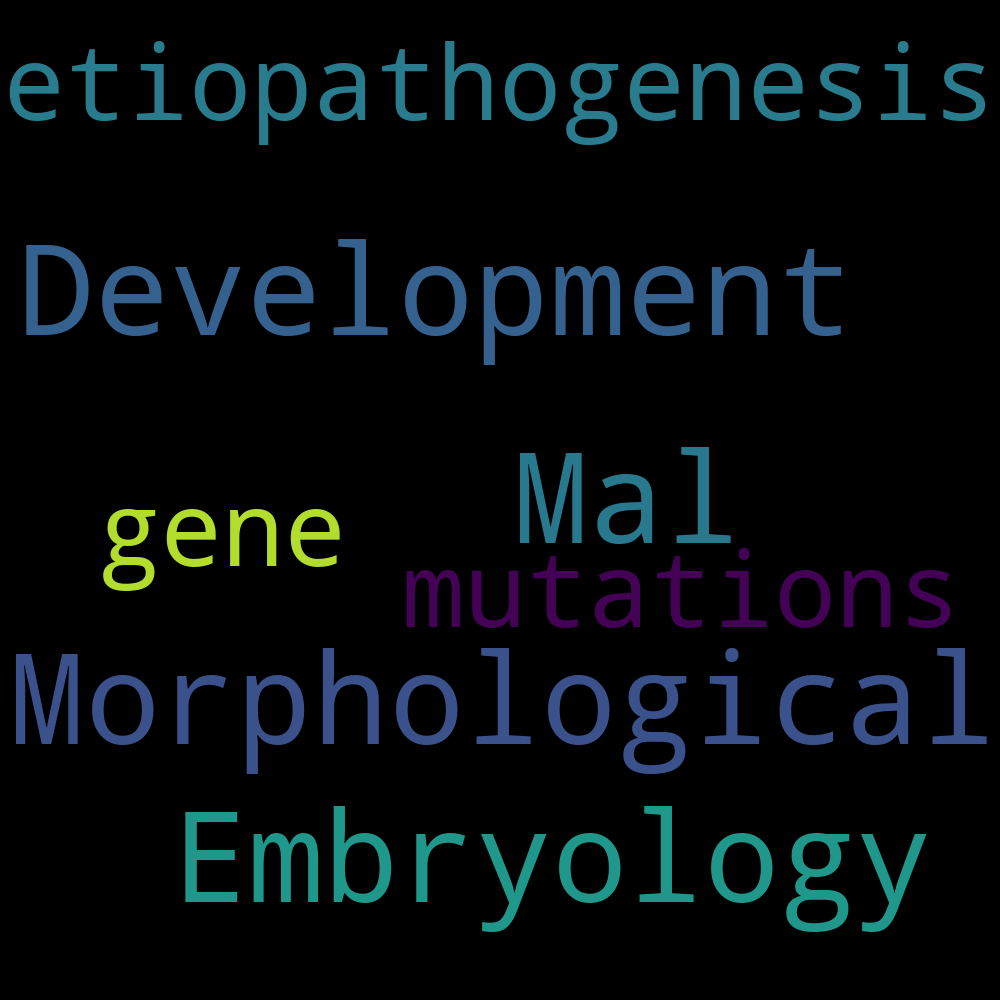 etiopathogenesis
Development
gene Mal
mutations
Morphological
Embryology